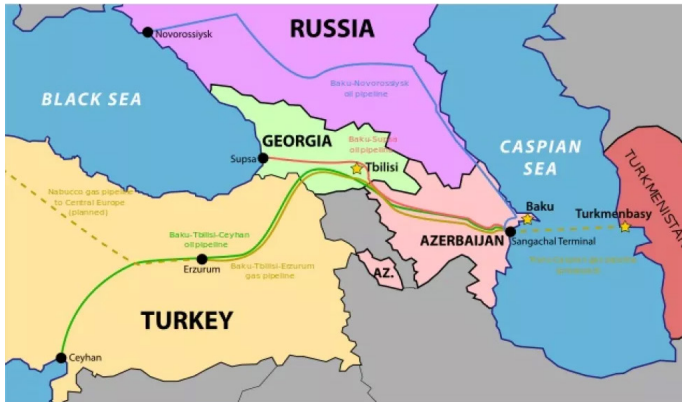 RUSSIA
Novorossiysk
Baku-Novorossiysk
oil pipeline
BLACK SEA
GEORGIA
Baku-Supsa
oil pipeline
CASPIAN
SEA
Supsa
Tbilisi
TURKMENISTAN
Nabucco gas pipeline
to Central Europe
(planned)
Baku
Turkmenbasy
Baku-Tbilisi-Ceyhan
oil pipeline
AZERBAIJAN
Sangachal Terminal
Erzurum
Baku-Tbilisi-Erzurum
gas pipeline
AZ.
TURKEY
Ceyhan